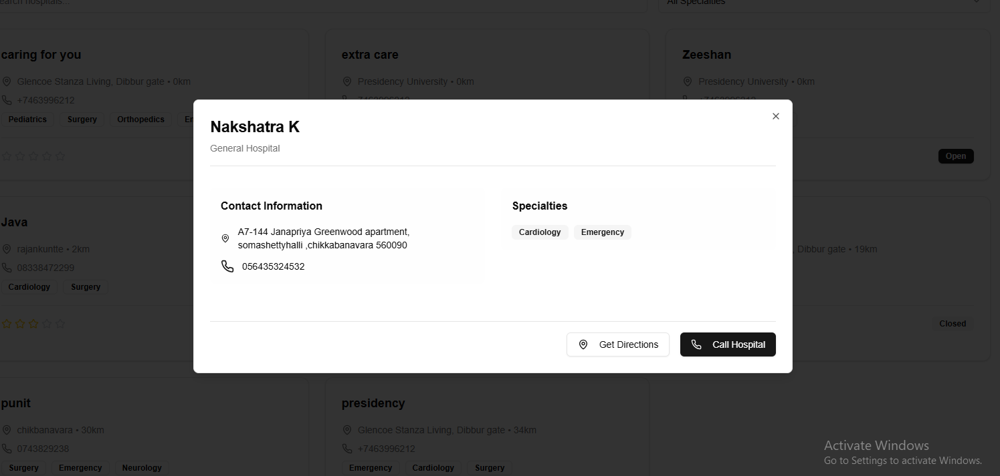 earch hospitals...
All Specialties
caring for you
extra care
Zeeshan
Glencoe Stanza Living, Dibbur gate • 0km
Presidency University • 0km
Presidency University • 0km
+7463996212
Pediatrics
Surgery
Orthopedics
En
Open
Nakshatra K
General Hospital
Contact Information
A7-144 Janapriya Greenwood apartment,
somashettyhalli ,chikkabanavara 560090
056435324532
Specialties
Cardiology
Emergency
Get Directions
Call Hospital
Java
rajankuntte • 2km
08338472299
Cardiology
Surgery
, Dibbur gate • 19km
Closed
punit
chikbanavara • 30km
0743829238
Surgery
Emergency
Neurology
presidency
Glencoe Stanza Living, Dibbur gate • 34km
+7463996212
Emergency
Cardiology
Surgery
Activate Windows
Go to Settings to activate Windows.